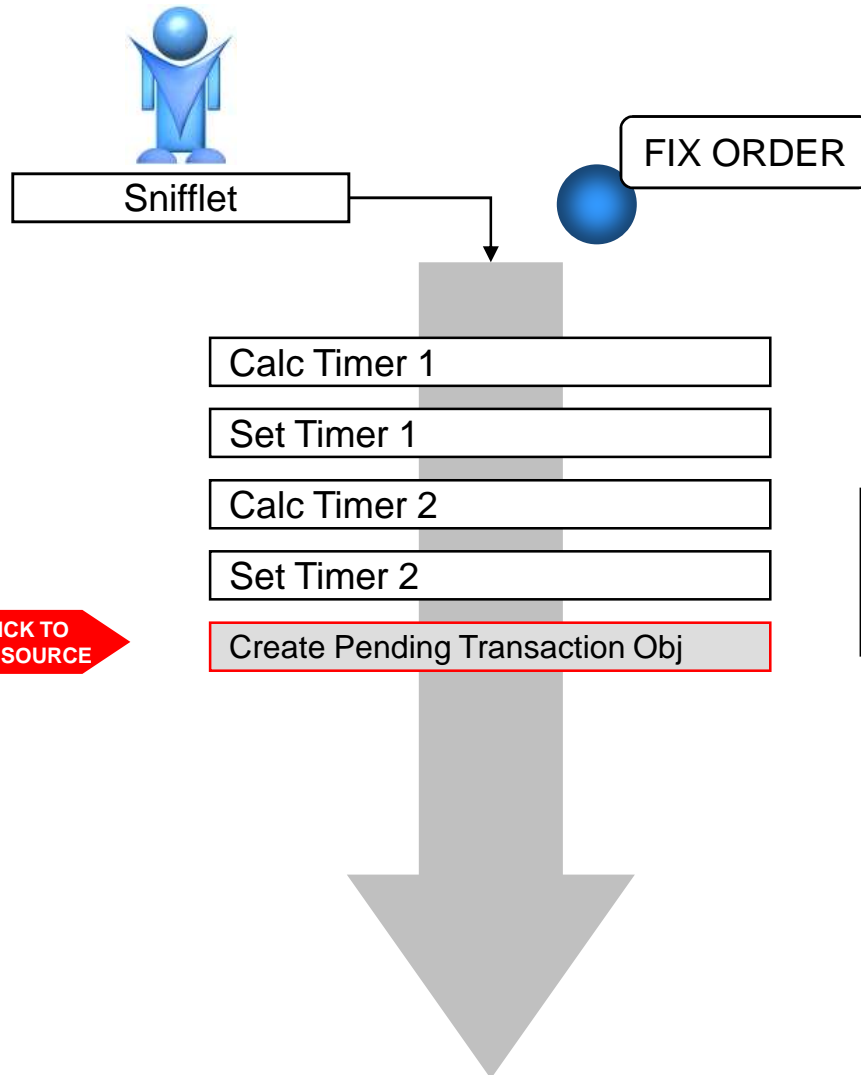 FIX ORDER
Snifflet
Calc Timer 1
Set Timer 1
Calc Timer 2
Set Timer 2
TO
SOURCE
Create Pending Transaction Obj